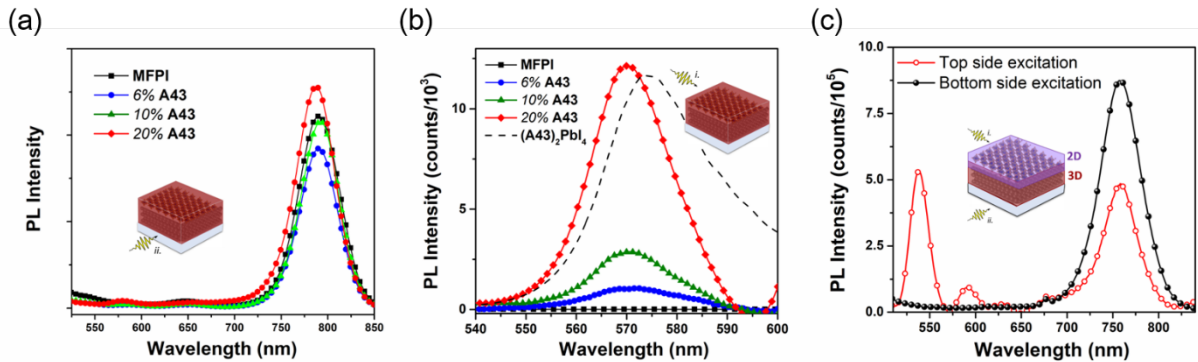 (a)
PL Intensity
MFPI
6% A43
10% A43
20% A43
ii.
550 600 650 700 750 800 850
Wavelength (nm)
(b)
PL Intensity (counts/10³)
10
5
0
MFPI
6% A43
10% A43
20% A43
(A43)₂PbI₄
i.
540 560 570 580 590 600
Wavelength (nm)
(c)
PL Intensity (counts/10⁵)
10.0
7.5
5.0
2.5
0.0
Top side excitation
Bottom side excitation
i.
2D
3D
ii.
550 600 650 700 750 800
Wavelength (nm)